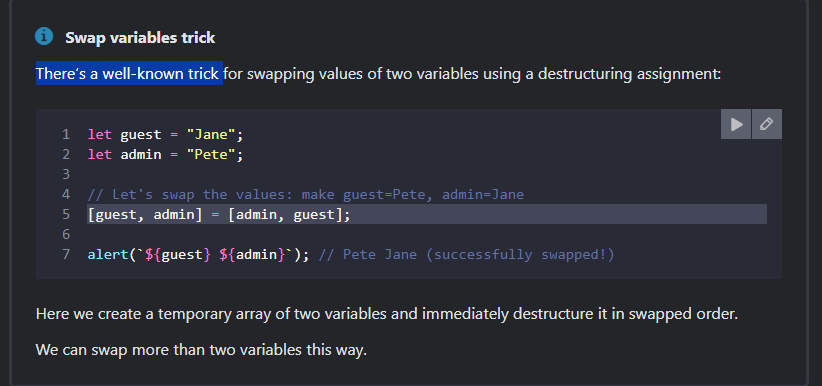 Swap variables trick
There's a well-known trick for swapping values of two variables using a destructuring assignment:
1 let guest = "Jane";
2 let admin = "Pete";
3
4 // Let's swap the values: make guest=Pete, admin=Jane
5 [guest, admin] = [admin, guest];
6
7 alert(`${guest} ${admin}`); // Pete Jane (successfully swapped!)
Here we create a temporary array of two variables and immediately destructure it in swapped order.
We can swap more than two variables this way.